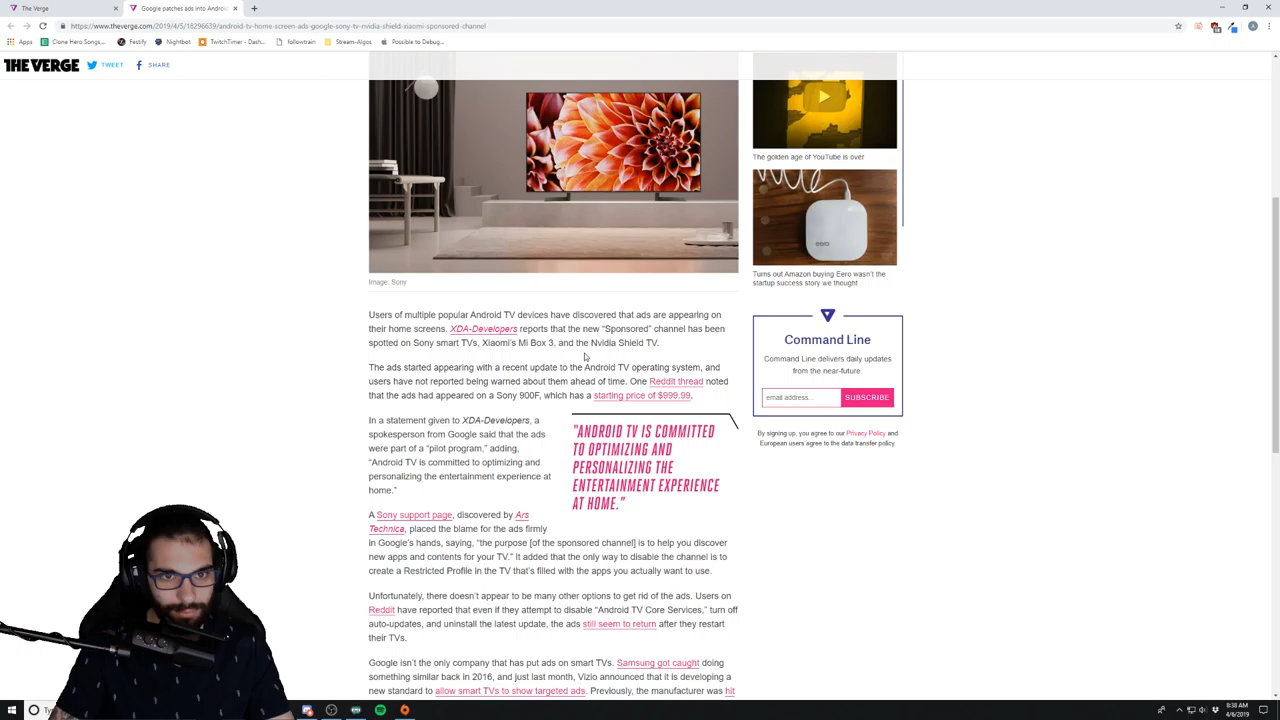 The Verge
Google patches ads into Androi
https://www.theverge.com/2019/4/5/18296639/android-tv-home-screen-ads-google-sony-tv-nvidia-shield-xiaomi-sponsored-channel
Apps
Clone Hero Songs...
Festify
Nightbot
TwitchTimer - Dash...
followtrain
Stream-Algos
Possible to Debug...
THE VERGE
TWEET
SHARE
The golden age of YouTube is over
eero
Turns out Amazon buying Eero wasn't the
startup success story we thought
Image: Sony
Users of multiple popular Android TV devices have discovered that ads are appearing on
their home screens. XDA-Developers reports that the new “Sponsored” channel has been
spotted on Sony smart TVs, Xiaomi's Mi Box 3, and the Nvidia Shield TV.
The ads started appearing with a recent update to the Android TV operating system, and
users have not reported being warned about them ahead of time. One Reddit thread noted
that the ads had appeared on a Sony 900F, which has a starting price of $999.99.
In a statement given to XDA-Developers, a
spokesperson from Google said that the ads
were part of a “pilot program,” adding,
“Android TV is committed to optimizing and
personalizing the entertainment experience at
home.”
"ANDROID TV IS COMMITTED
TO OPTIMIZING AND
PERSONALIZING THE
ENTERTAINMENT EXPERIENCE
AT HOME."
A Sony support page, discovered by Ars
Technica, placed the blame for the ads firmly
in Google's hands, saying, “the purpose [of the sponsored channel] is to help you discover
new apps and contents for your TV.” It added that the only way to disable the channel is to
create a Restricted Profile in the TV that's filled with the apps you actually want to use.
Unfortunately, there doesn't appear to be many other options to get rid of the ads. Users on
Reddit have reported that even if they attempt to disable “Android TV Core Services,” turn off
auto-updates, and uninstall the latest update, the ads still seem to return after they restart
their TVs.
Google isn't the only company that has put ads on smart TVs. Samsung got caught doing
something similar back in 2016, and just last month, Vizio announced that it is developing a
new standard to allow smart TVs to show targeted ads. Previously, the manufacturer was hit
Command Line
Command Line delivers daily updates
from the near-future.
email address...
SUBSCRIBE
By signing up, you agree to our Privacy Policy and
European users agree to the data transfer policy
8:38 AM
4/6/2019